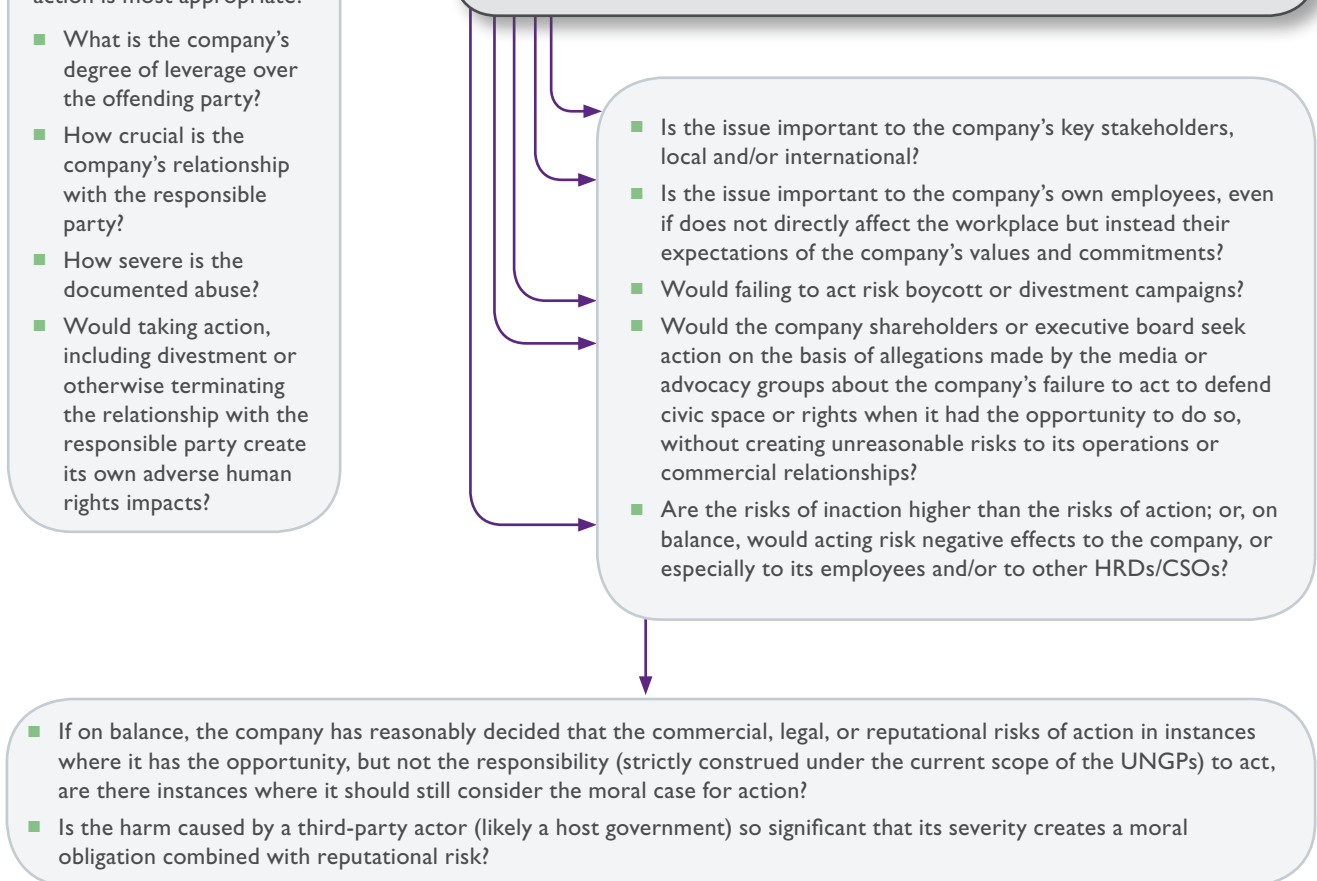 action is most appropriate?
■ What is the company's
degree of leverage over
the offending party?
■ How crucial is the
company's relationship
with the responsible
party?
■ How severe is the
documented abuse?
■ Would taking action,
including divestment or
otherwise terminating
the relationship with the
responsible party create
its own adverse human
rights impacts?
■ Is the issue important to the company's key stakeholders,
local and/or international?
■ Is the issue important to the company's own employees, even
if does not directly affect the workplace but instead their
expectations of the company's values and commitments?
■ Would failing to act risk boycott or divestment campaigns?
■ Would the company shareholders or executive board seek
action on the basis of allegations made by the media or
advocacy groups about the company's failure to act to defend
civic space or rights when it had the opportunity to do so,
without creating unreasonable risks to its operations or
commercial relationships?
■ Are the risks of inaction higher than the risks of action; or, on
balance, would acting risk negative effects to the company, or
especially to its employees and/or to other HRDs/CSOs?
■ If on balance, the company has reasonably decided that the commercial, legal, or reputational risks of action in instances
where it has the opportunity, but not the responsibility (strictly construed under the current scope of the UNGPs) to act,
are there instances where it should still consider the moral case for action?
■ Is the harm caused by a third-party actor (likely a host government) so significant that its severity creates a moral
obligation combined with reputational risk?